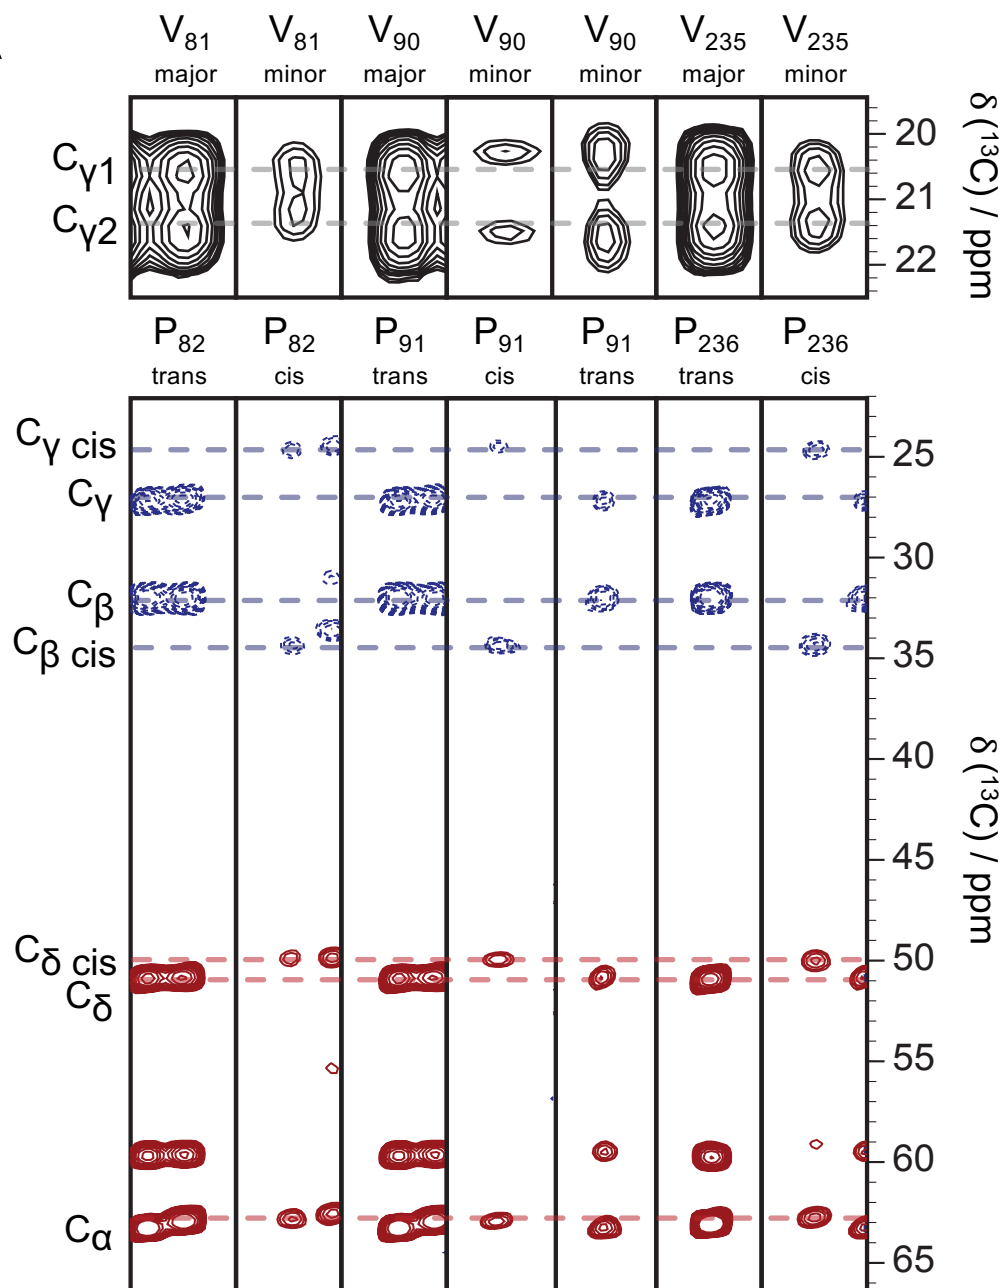 V81 V81 V90 V90 V90 V235 V235
major minor major minor minor major minor
δ (13C) / ppm
20
Cγ1
21
Cγ2
22
P82 P82 P91 P91 P91 P236 P236
trans cis trans cis trans trans cis
Cγ cis
25
Cγ
30
Cβ
Cβ cis
35
40
δ (13C) / ppm
45
Cδ cis
50
Cδ
55
60
Cα
65